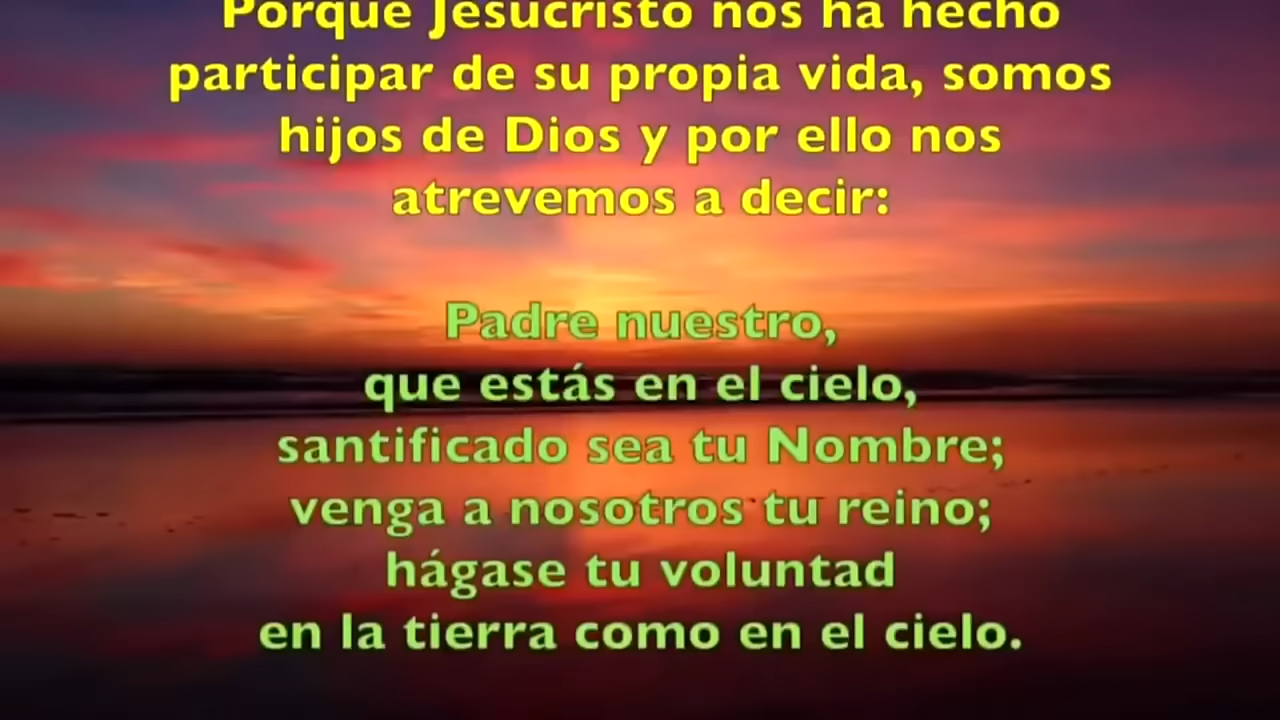 Porque Jesucristo nos ha hecho
participar de su propia vida, somos
hijos de Dios y por ello nos
atrevemos a decir:
Padre nuestro,
que estás en el cielo,
santificado sea tu Nombre;
venga a nosotros tu reino;
hágase tu voluntad
en la tierra como en el cielo.